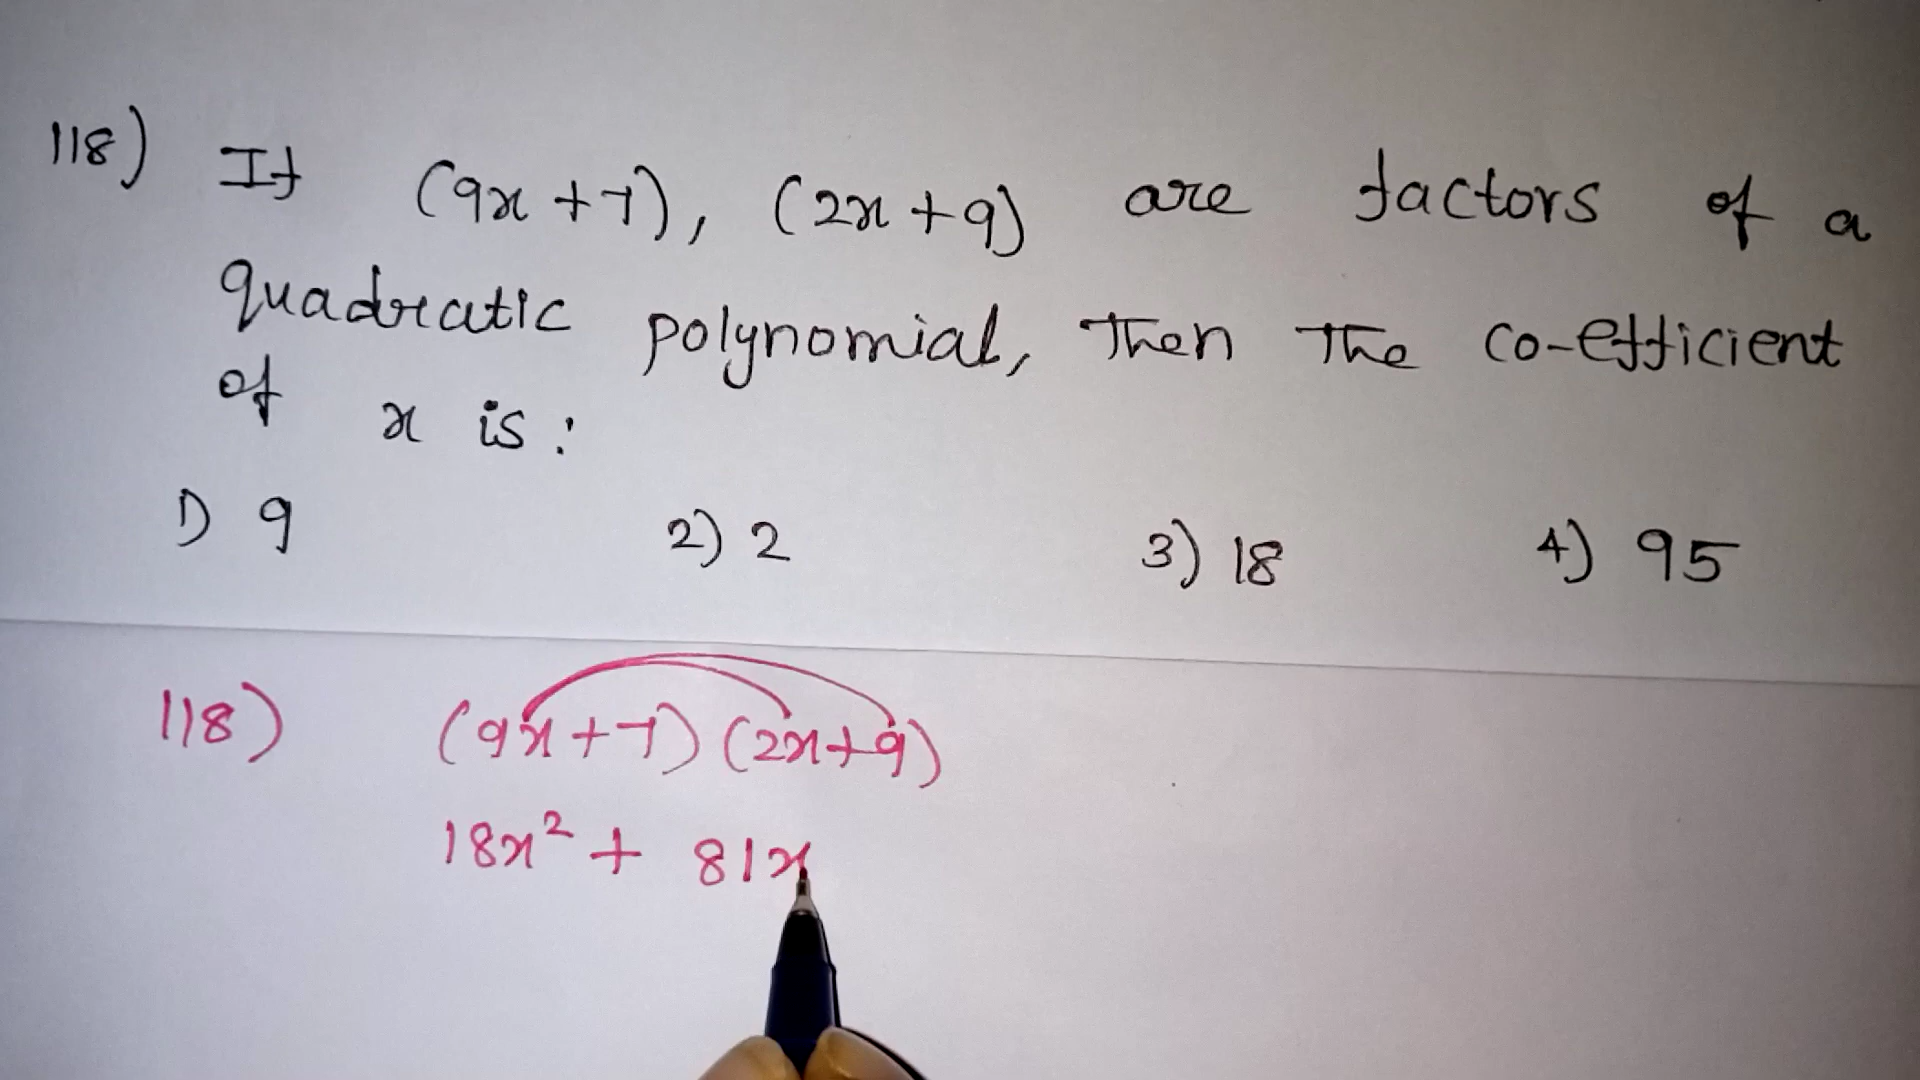 118) If (9x+7), (2x+9) are factors of a
quadratic polynomial, then the co-efficient
of x is:
1) 9 2) 2 3) 18 4) 95
118) (9x+7)(2x+9)
18x² + 81x